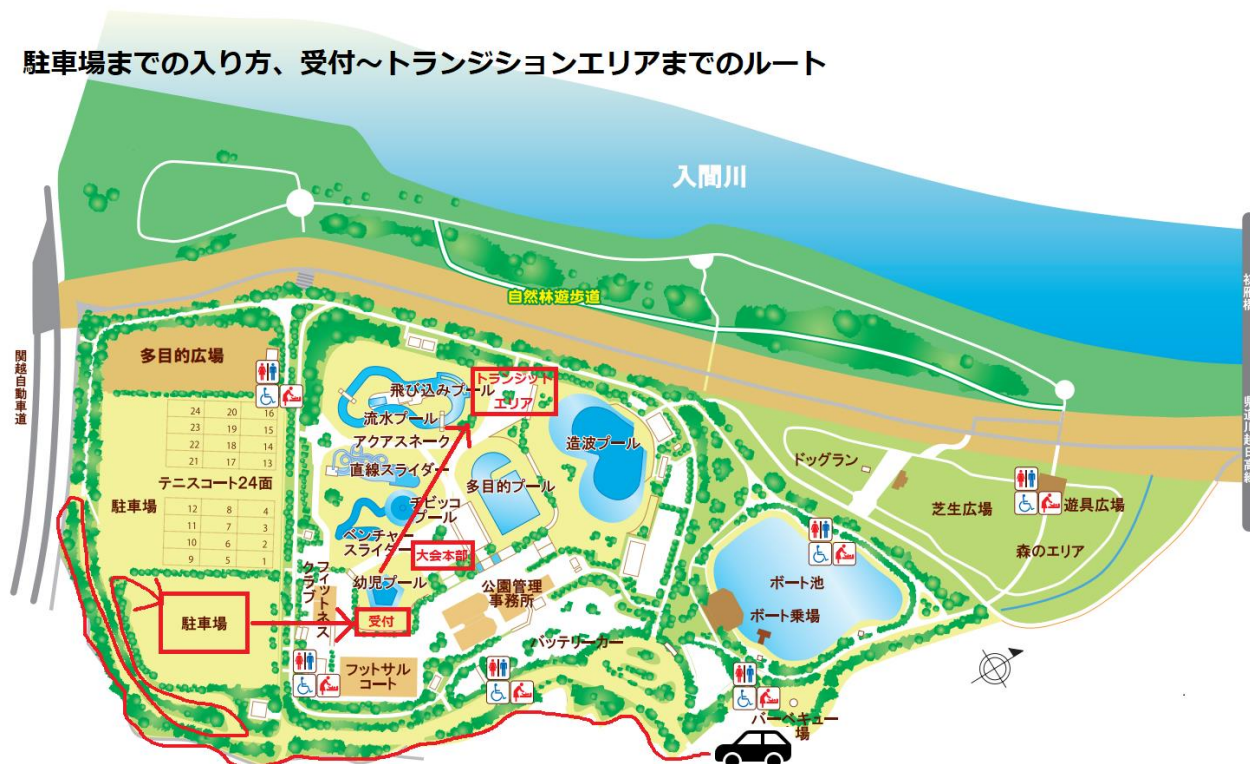 駐車場までの入り方、受付～トランジションエリアまでのルート
入間川
自然林遊歩道
関越自動車道
多目的広場
トランジット
エリア
飛び込みプール
流水プール
アクアスネーク
造波プール
直線スライダー
多目的プール
チビッコ
プール
ベンチャー
スライダー
24 20 16
23 19 15
22 18 14
21 17 13
テニスコート24面
駐車場
12 8 4
11 7 3
10 6 2
9 5 1
大会本部
幼児プール
公園管理
事務所
フィットネス
クラブ
駐車場
受付
フットサル
コート
バッテリーカー
ドッグラン
芝生広場
遊具広場
森のエリア
ボート池
ボート乗場
バーベキュー
場